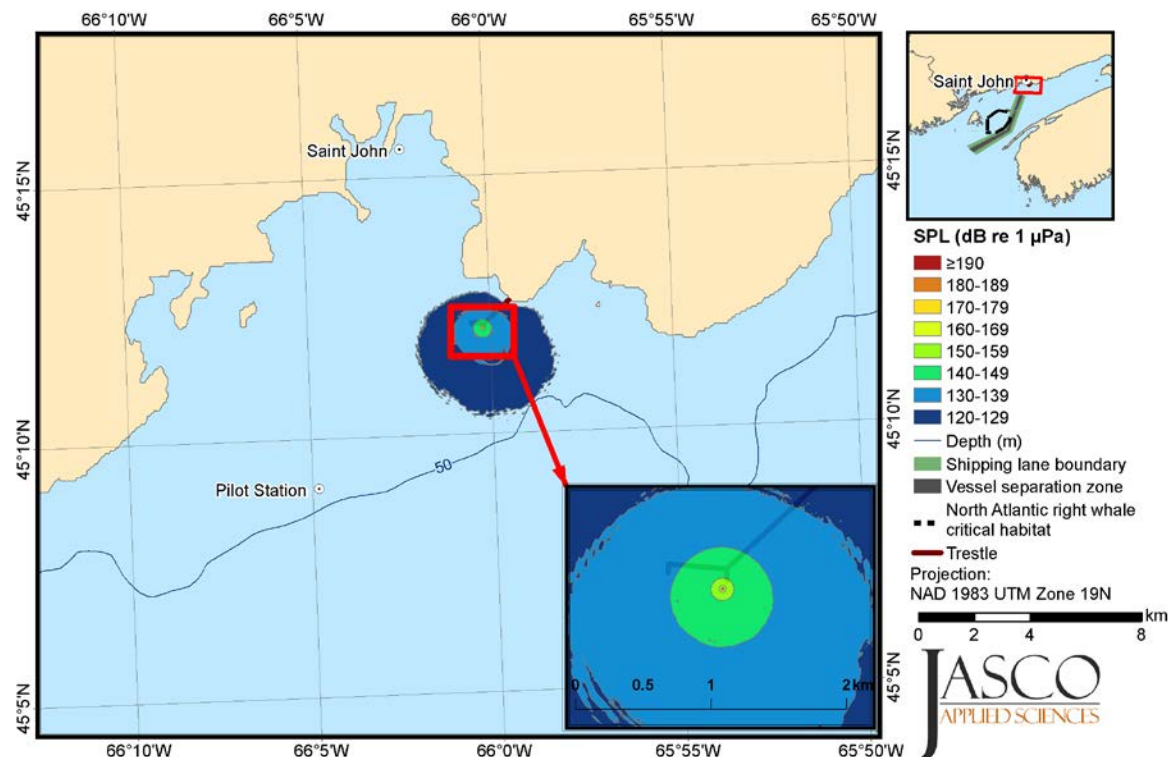 66°10'W 66°5'W 66°0'W 65°55'W 65°50'W
45°15'N
45°10'N
45°5'N
Saint John
Pilot Station
50
0 0.5 1 2 km
45°15'N
45°10'N
45°5'N
66°10'W 66°5'W 66°0'W 65°55'W 65°50'W
Saint John
SPL (dB re 1 µPa)
≥190
180-189
170-179
160-169
150-159
140-149
130-139
120-129
Depth (m)
Shipping lane boundary
Vessel separation zone
North Atlantic right whale
critical habitat
Trestle
Projection:
NAD 1983 UTM Zone 19N
km
0 2 4 8
JASCO
APPLIED SCIENCES